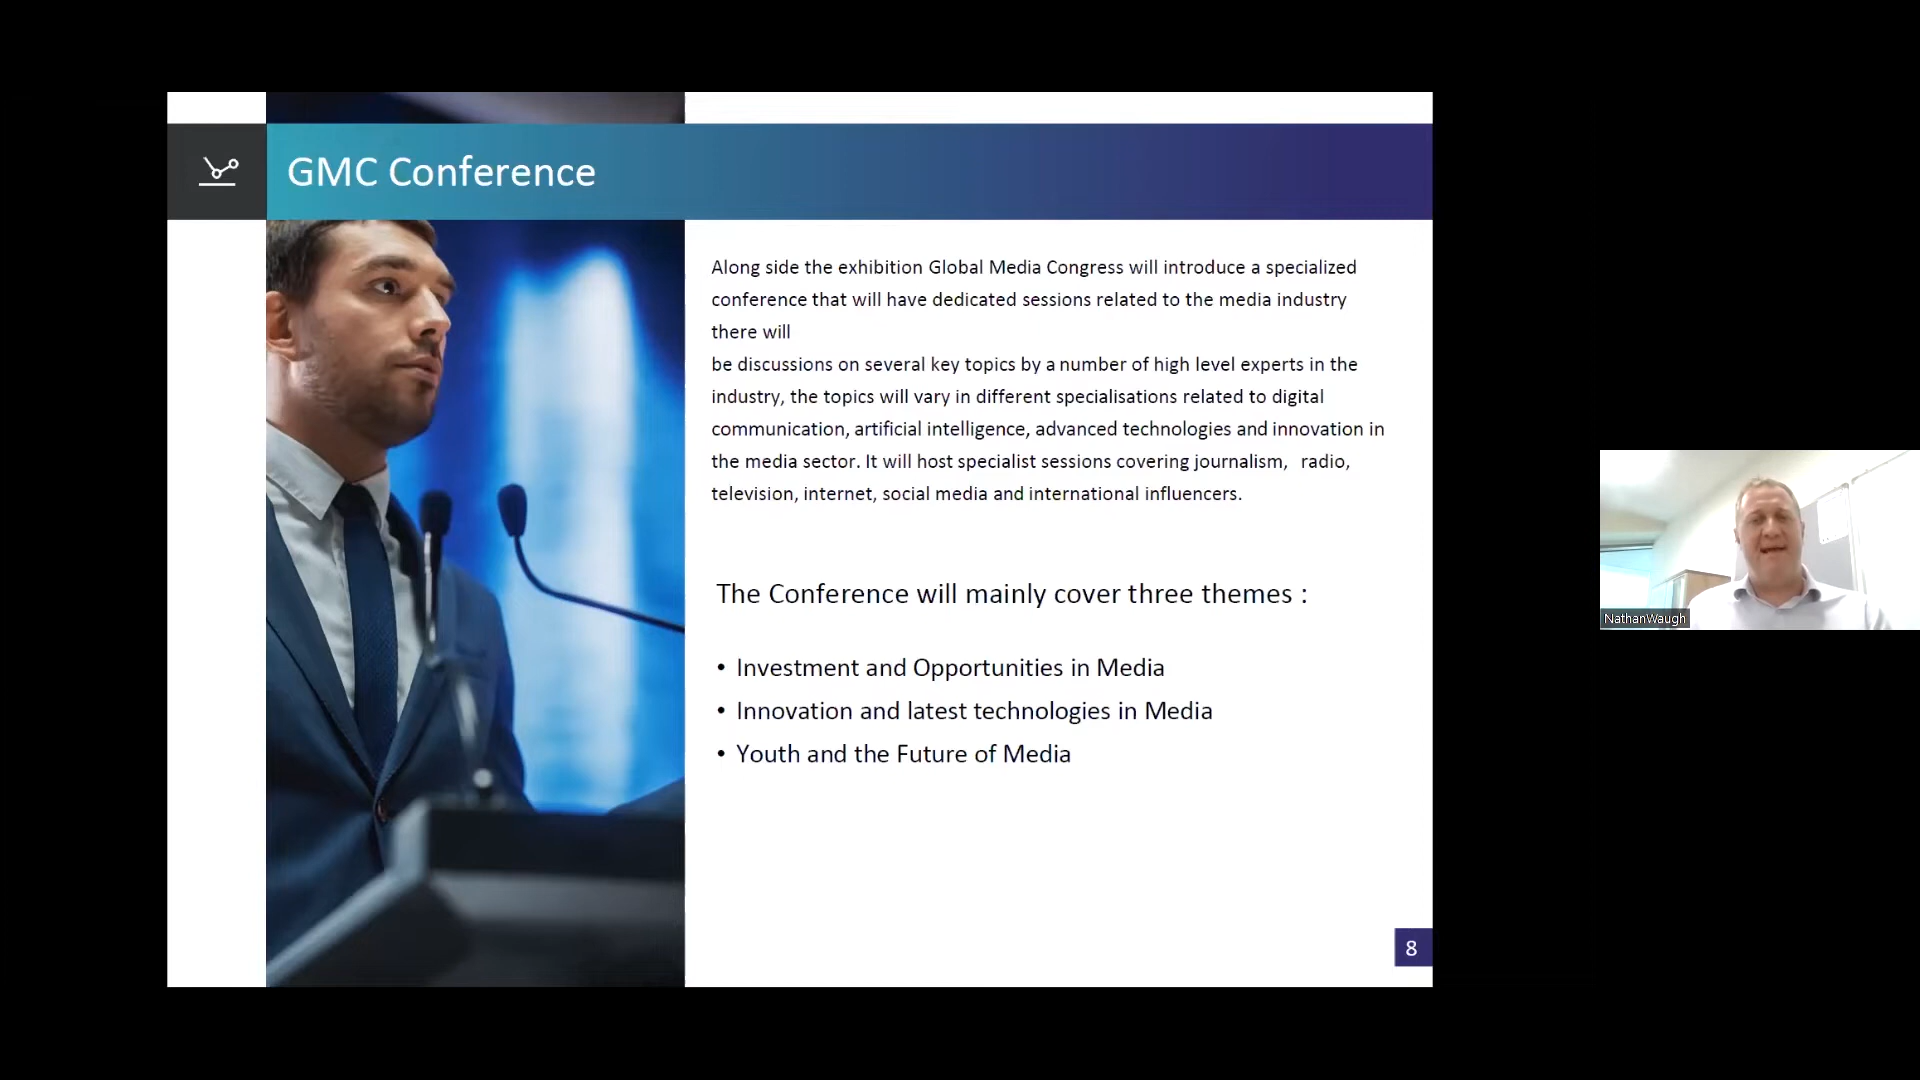 GMC Conference
Along side the exhibition Global Media Congress will introduce a specialized
conference that will have dedicated sessions related to the media industry
there will
be discussions on several key topics by a number of high level experts in the
industry, the topics will vary in different specialisations related to digital
communication, artificial intelligence, advanced technologies and innovation in
the media sector. It will host specialist sessions covering journalism, radio,
television, internet, social media and international influencers.
The Conference will mainly cover three themes :
• Investment and Opportunities in Media
• Innovation and latest technologies in Media
• Youth and the Future of Media
8
NathanWaugh